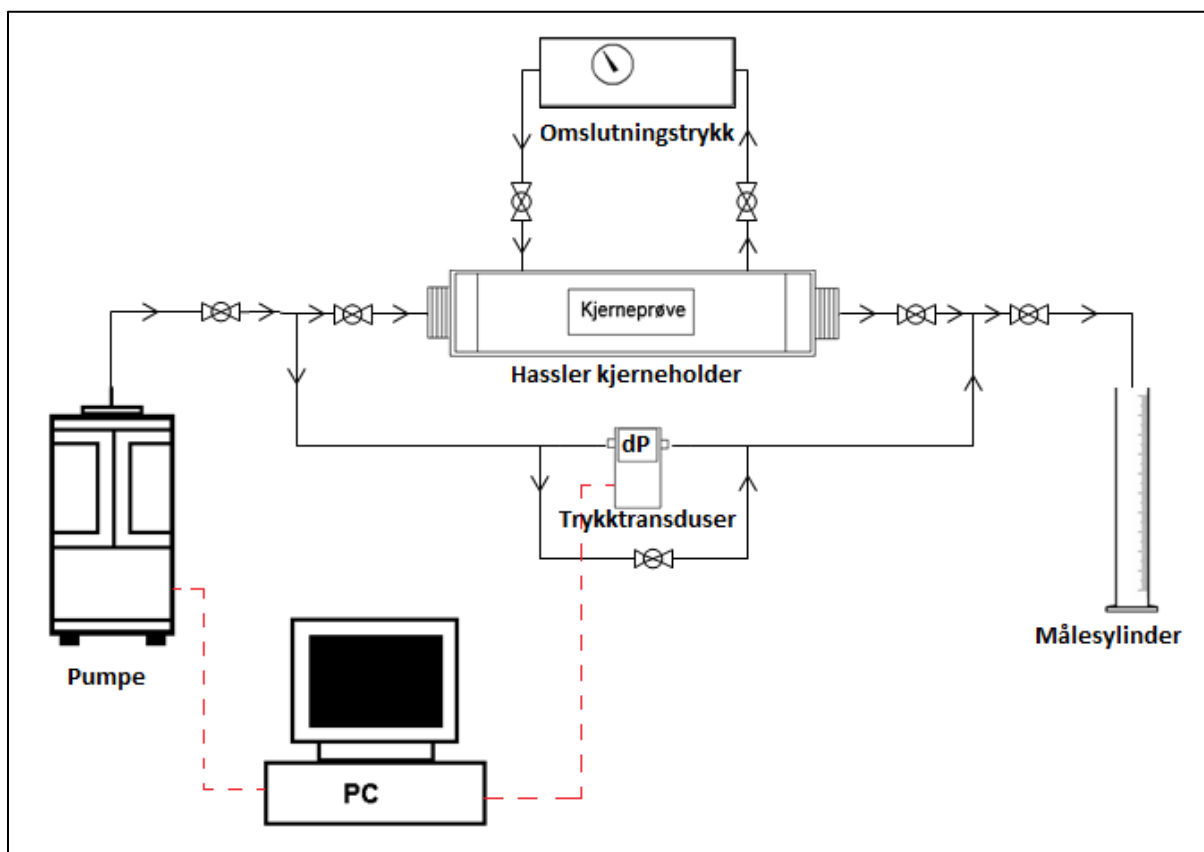 Omslutningstrykk
Kjerneprøve
Hassler kjerneholder
dP
Trykktransduser
Målesylinder
Pumpe
PC